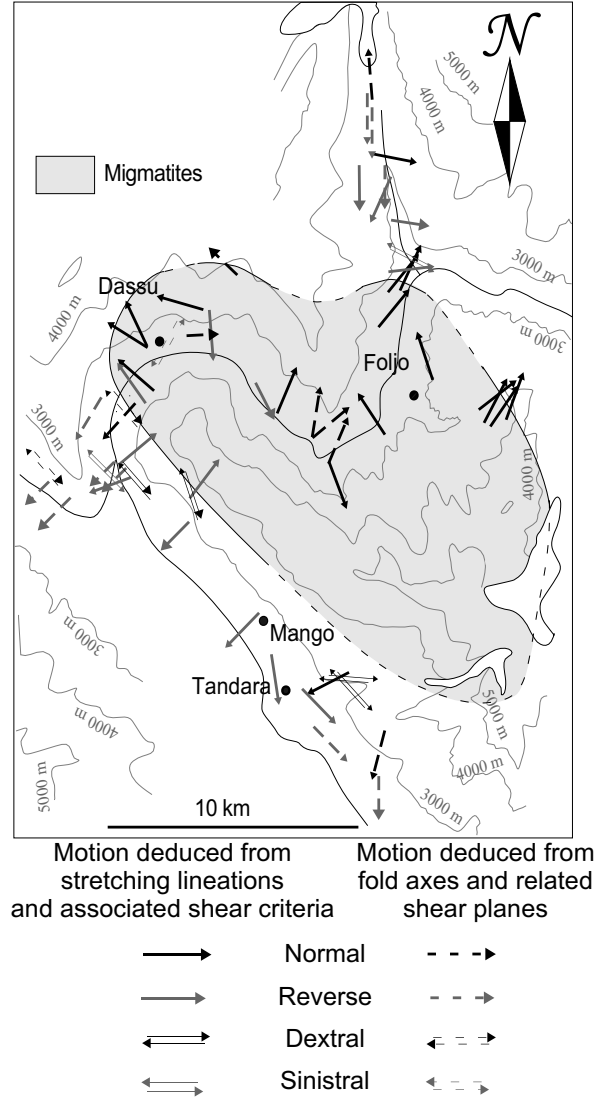 N
5000 m
4000 m
Migmatites
3000 m
Dassu
4000 m
3000 m
Foljo
3000 m
4000 m
Mango
3000 m
Tandara
5000 m
4000 m
4000 m
5000 m
3000 m
10 km
Motion deduced from
stretching lineations
and associated shear criteria
Motion deduced from
fold axes and related
shear planes
Normal
Reverse
Dextral
Sinistral